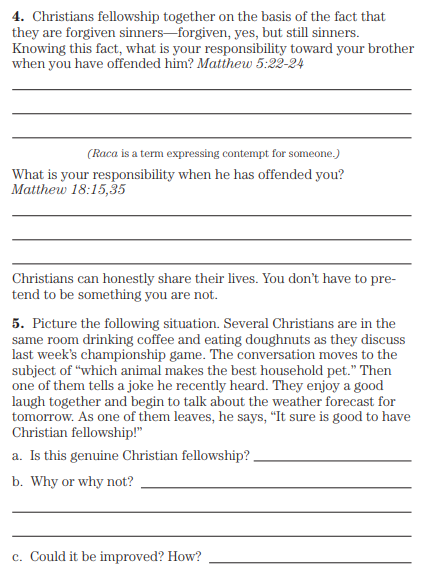 4. Christians fellowship together on the basis of the fact that
they are forgiven sinners—forgiven, yes, but still sinners.
Knowing this fact, what is your responsibility toward your brother
when you have offended him? Matthew 5:22-24
(Raca is a term expressing contempt for someone.)
What is your responsibility when he has offended you?
Matthew 18:15,35
Christians can honestly share their lives. You don’t have to pre-
tend to be something you are not.
5. Picture the following situation. Several Christians are in the
same room drinking coffee and eating doughnuts as they discuss
last week’s championship game. The conversation moves to the
subject of “which animal makes the best household pet.” Then
one of them tells a joke he recently heard. They enjoy a good
laugh together and begin to talk about the weather forecast for
tomorrow. As one of them leaves, he says, “It sure is good to have
Christian fellowship!”
a. Is this genuine Christian fellowship?
b. Why or why not?
c. Could it be improved? How?